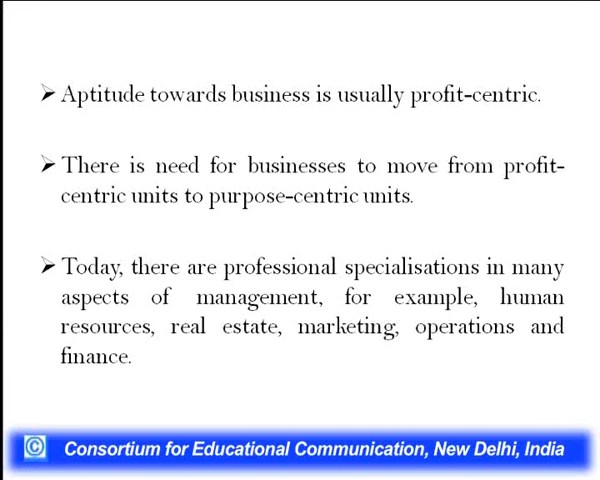 ➢ Aptitude towards business is usually profit-centric.
➢ There is need for businesses to move from profit-
centric units to purpose-centric units.
➢ Today, there are professional specialisations in many
aspects of management, for example, human
resources, real estate, marketing, operations and
finance.
© Consortium for Educational Communication, New Delhi, India